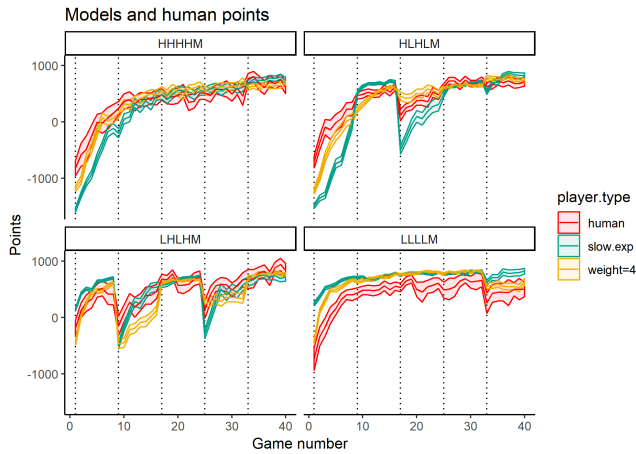 Models and human points
HHHHM
HLHLM
1000
0
-1000
LHLHM
LLLLM
1000
0
-1000
0 10 20 30 40 0 10 20 30 40
Game number
Points
player.type
human
slow.exp
weight=4